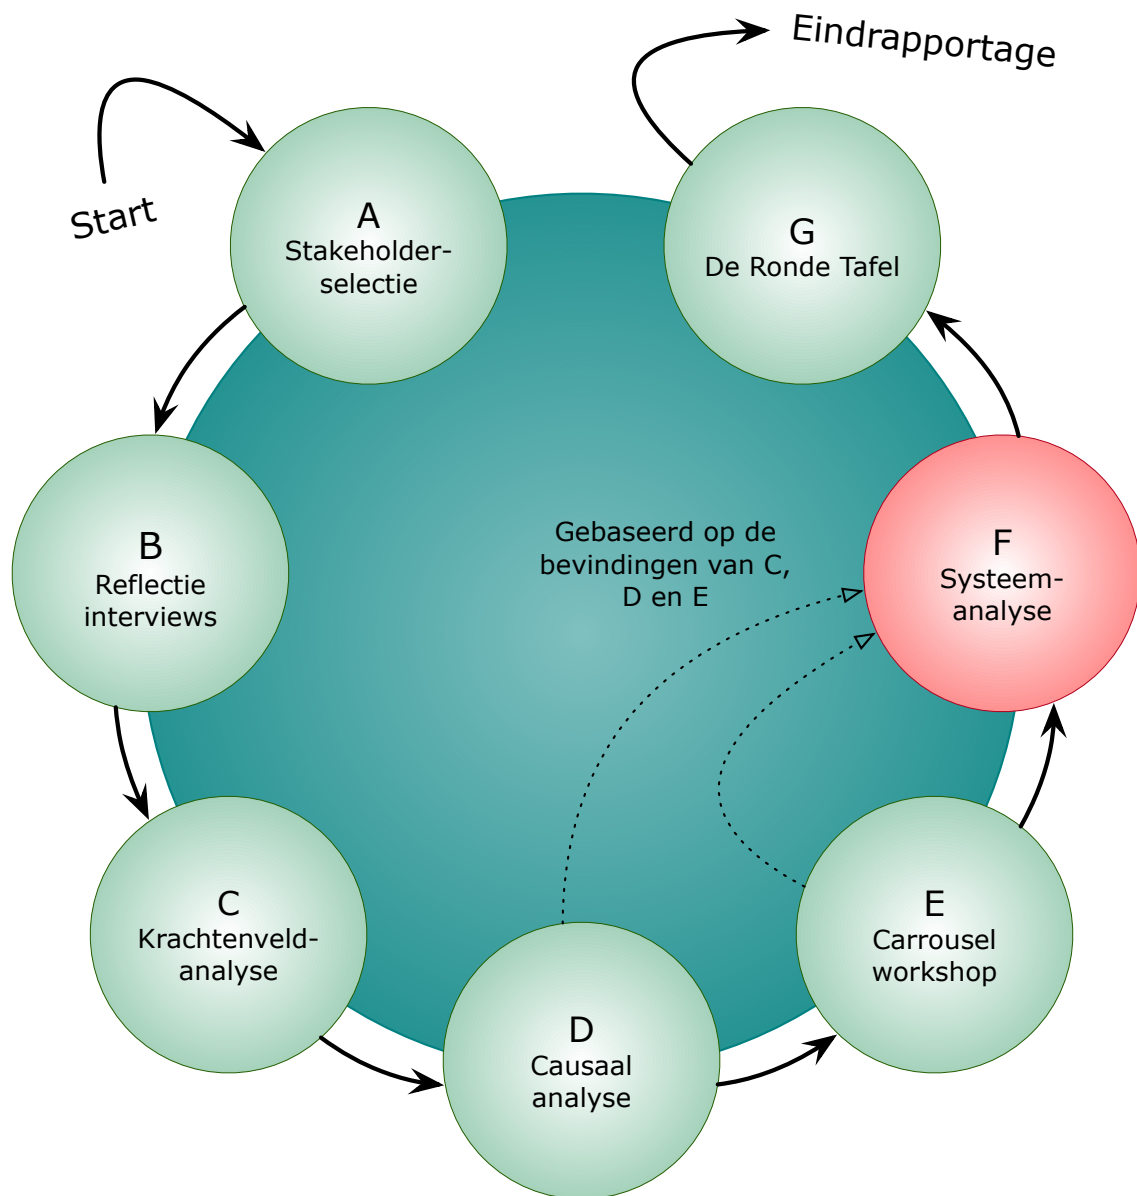 Start
A
Stakeholder-
selectie
B
Reflectie
interviews
C
Krachtenveld-
analyse
D
Causaal
analyse
E
Carrousel
workshop
Gebaseerd op de
bevindingen van C,
D en E
F
Systeem-
analyse
G
De Ronde Tafel
Eindrapportage